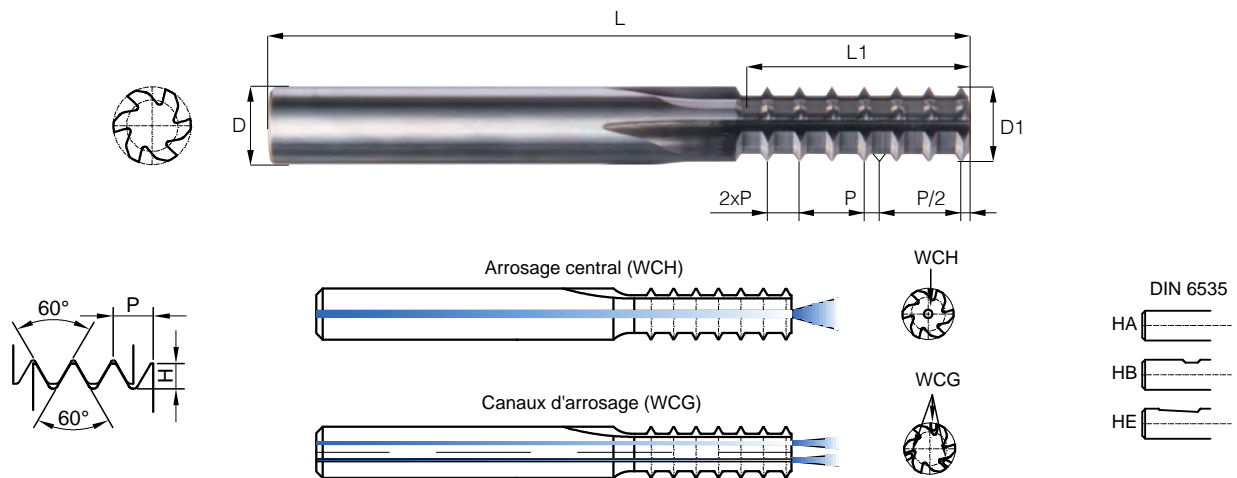 L
L1
D
D1
2xP
P
P/2
Arrosage central (WCH)
WCH
60°
P
H
60°
DIN 6535
HA
HB
HE
Canaux d'arrosage (WCG)
WCG